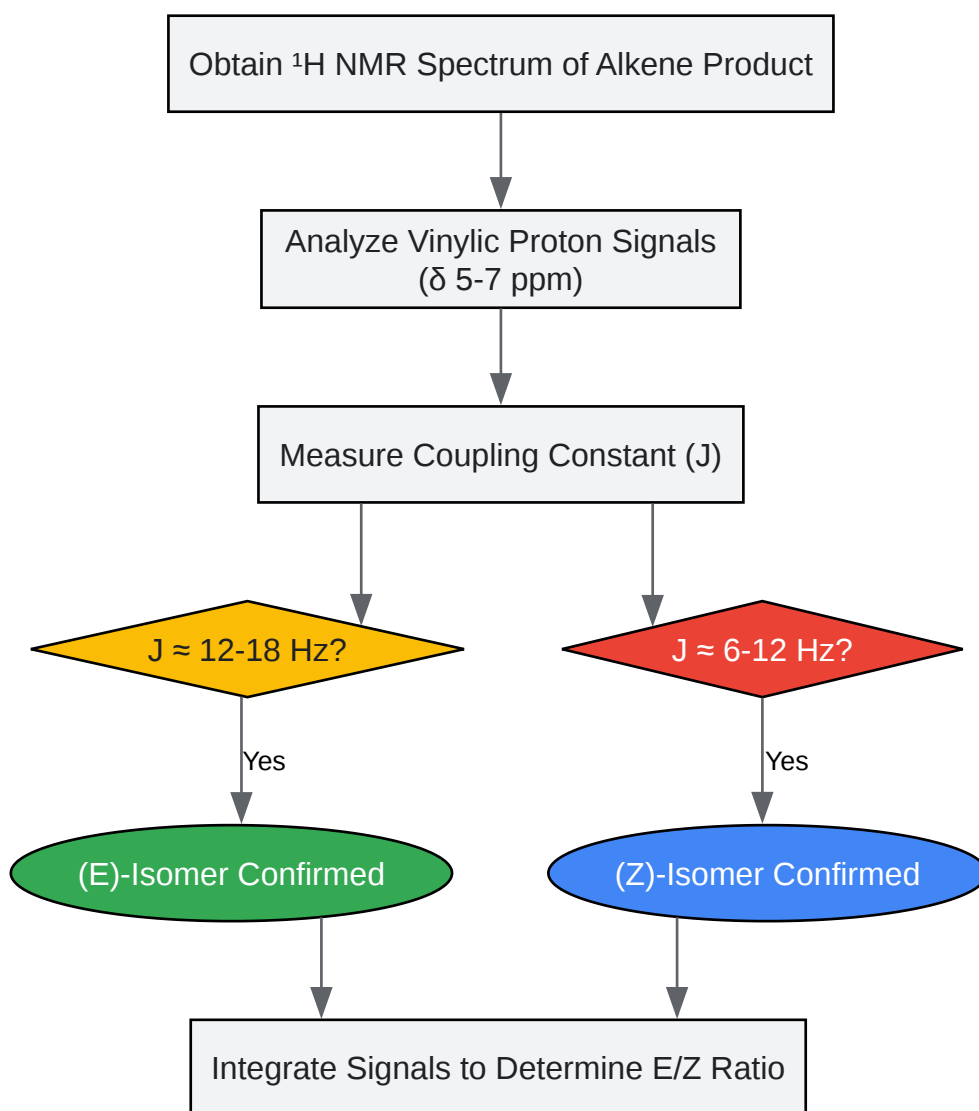 Obtain ¹H NMR Spectrum of Alkene Product
Analyze Vinylic Proton Signals
(δ 5-7 ppm)
Measure Coupling Constant (J)
J ≈ 12-18 Hz?
J ≈ 6-12 Hz?
Yes
Yes
(E)-Isomer Confirmed
(Z)-Isomer Confirmed
Integrate Signals to Determine E/Z Ratio